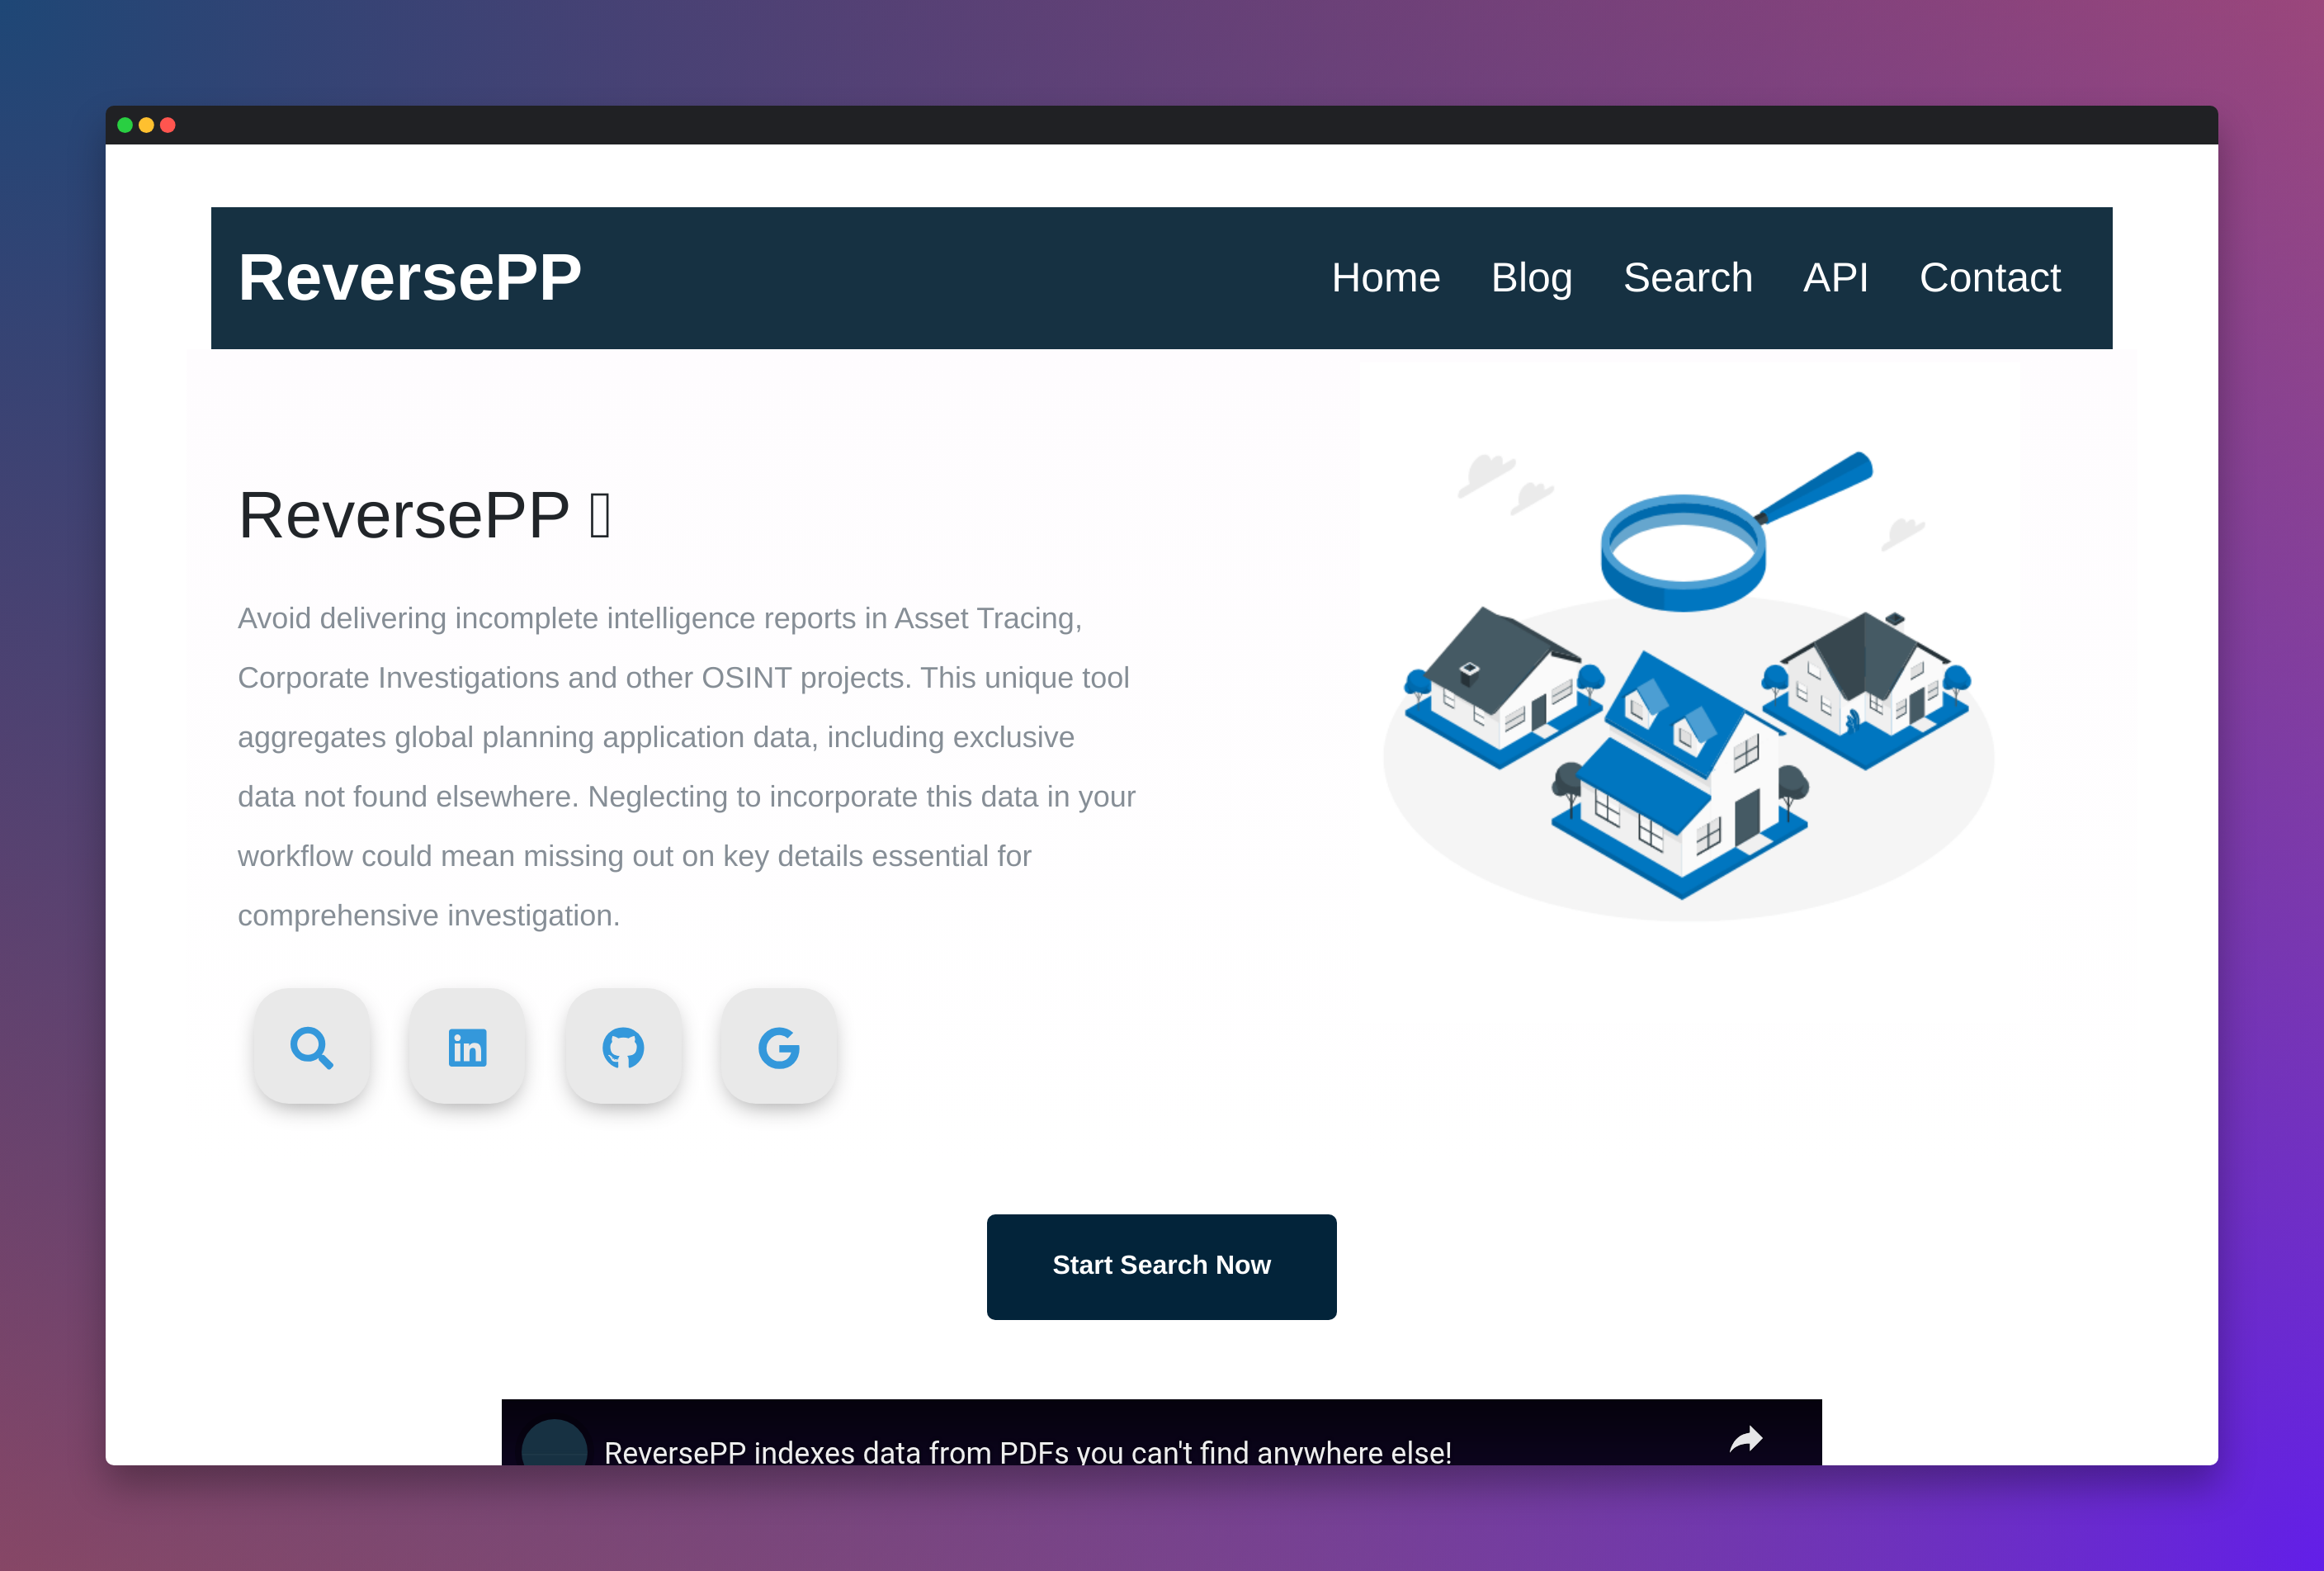 ReversePP
Home Blog Search API Contact
ReversePP
Avoid delivering incomplete intelligence reports in Asset Tracing,
Corporate Investigations and other OSINT projects. This unique tool
aggregates global planning application data, including exclusive
data not found elsewhere. Neglecting to incorporate this data in your
workflow could mean missing out on key details essential for
comprehensive investigation.
Start Search Now
ReversePP indexes data from PDFs you can't find anywhere else!